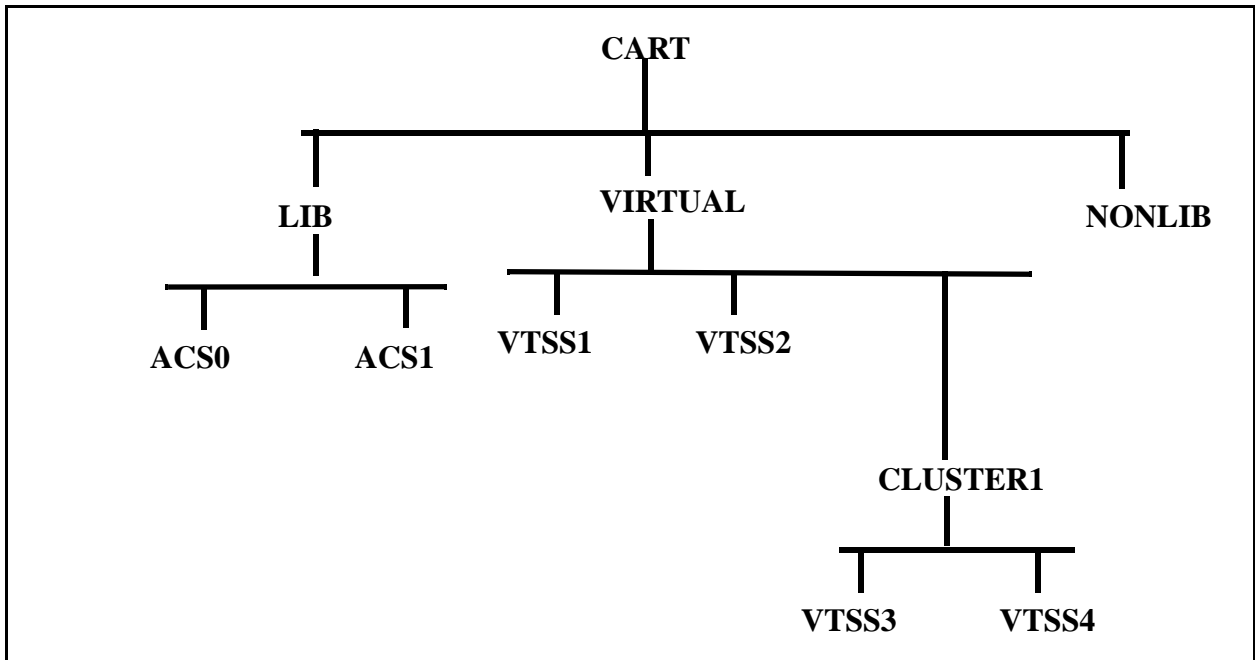 CART
LIB
VIRTUAL
NONLIB
ACS0
ACS1
VTSS1
VTSS2
CLUSTER1
VTSS3
VTSS4